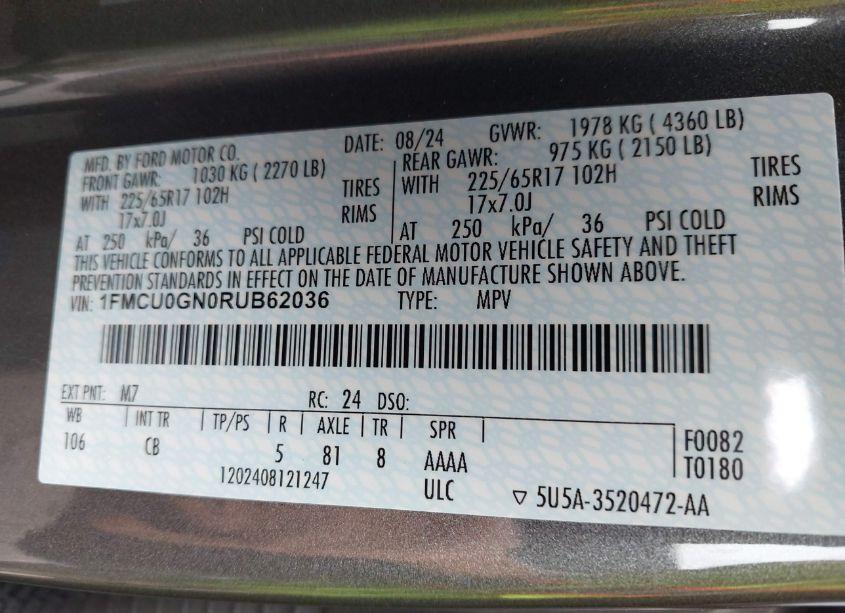 MFD. BY FORD MOTOR CO. DATE: 08/24 GVWR: 1978 KG ( 4360 LB)
FRONT GAWR: 1030 KG ( 2270 LB) REAR GAWR: 975 KG ( 2150 LB)
WITH 225/65R17 102H TIRES WITH 225/65R17 102H TIRES
17x7.0J RIMS 17x7.0J RIMS
AT 250 kPa/ 36 PSI COLD AT 250 kPa/ 36 PSI COLD
THIS VEHICLE CONFORMS TO ALL APPLICABLE FEDERAL MOTOR VEHICLE SAFETY AND THEFT
PREVENTION STANDARDS IN EFFECT ON THE DATE OF MANUFACTURE SHOWN ABOVE.
VIN: 1FMCU0GN0RUB62036 TYPE: MPV
EXT PNT: M7 RC: 24 DSO:
WB INT TR TP/PS R AXLE TR SPR F0082
106 CB 5 81 8 AAAA T0180
1202408121247 ULC ▽ 5U5A-3520472-AA